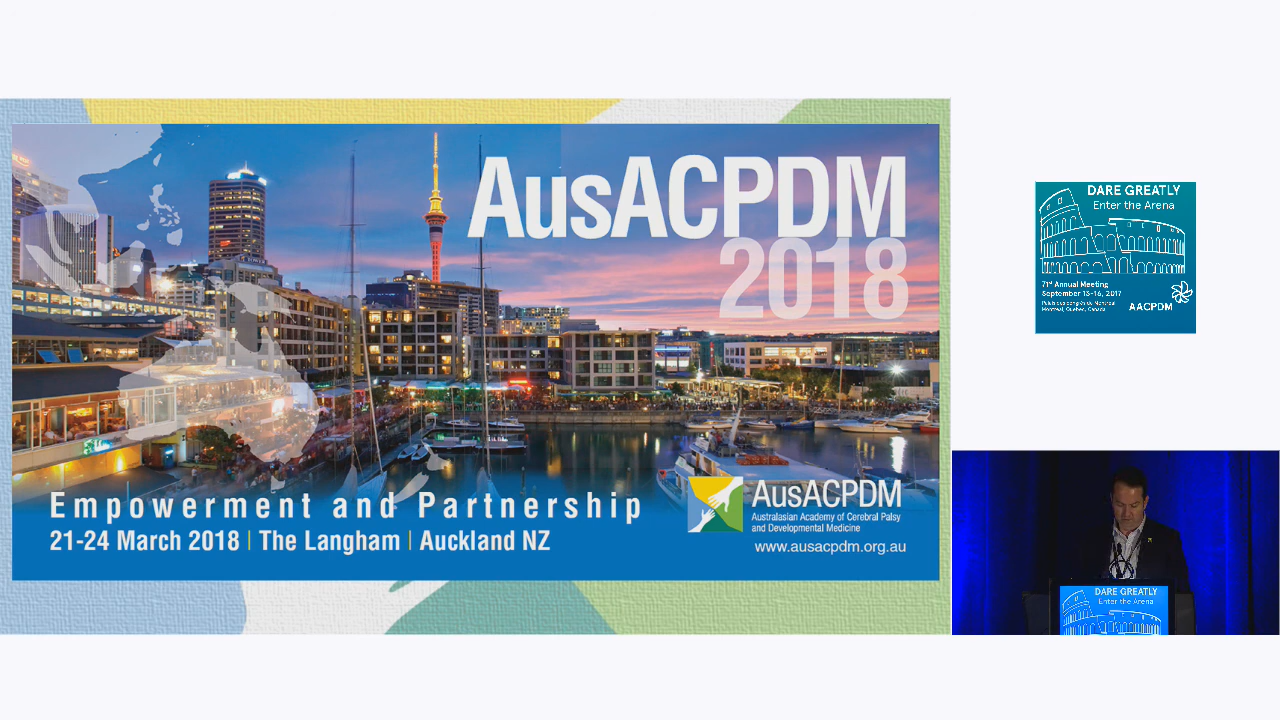 AusACPDM
2018
Empowerment and Partnership
21-24 March 2018 | The Langham | Auckland NZ
AusACPDM
Australasian Academy of Cerebral Palsy
and Developmental Medicine
www.ausacpdm.org.au
DARE GREATLY
Enter the Arena
71st Annual Meeting
September 13-16, 2017
Palais des congrès de Montréal
Montreal, Quebec, Canada
AACPDM
DARE GREATLY
Enter the Arena